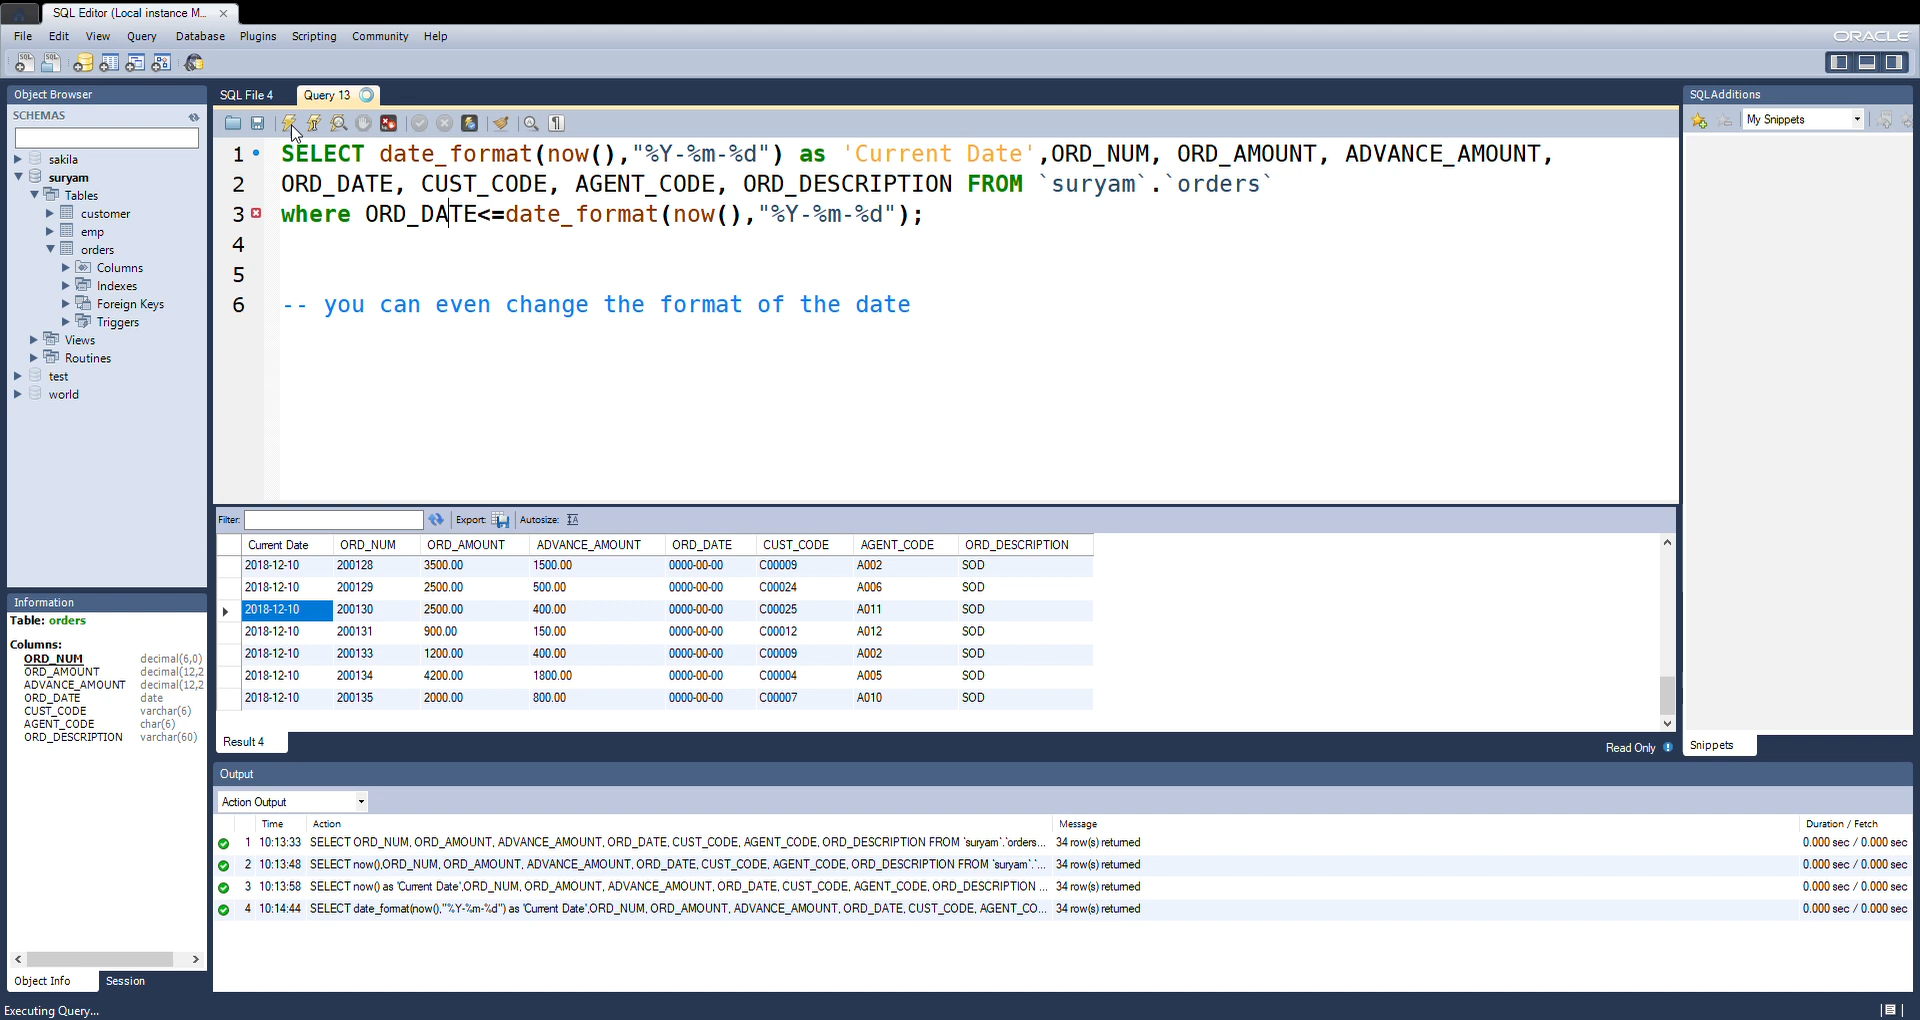 SQL Editor (Local instance M... ×
File Edit View Query Database Plugins Scripting Community Help
ORACLE
Object Browser
SCHEMAS
sakila
suryam
Tables
customer
emp
orders
Columns
Indexes
Foreign Keys
Triggers
Views
Routines
test
world
Information
Table: orders
Columns:
ORD_NUM decimal(6,0)
ORD_AMOUNT decimal(12,2
ADVANCE_AMOUNT decimal(12,2
ORD_DATE date
CUST_CODE varchar(6)
AGENT_CODE char(6)
ORD_DESCRIPTION varchar(60)
Object Info Session
Executing Query...
SQL File 4 Query 13
1 SELECT date_format(now(),"%Y-%m-%d") as 'Current Date',ORD_NUM, ORD_AMOUNT, ADVANCE_AMOUNT,
2 ORD_DATE, CUST_CODE, AGENT_CODE, ORD_DESCRIPTION FROM `suryam`.`orders`
3 where ORD_DATE<=date_format(now(),"%Y-%m-%d");
4
5
6 -- you can even change the format of the date
Filter: Export: Autosize:
Current Date ORD_NUM ORD_AMOUNT ADVANCE_AMOUNT ORD_DATE CUST_CODE AGENT_CODE ORD_DESCRIPTION
2018-12-10 200128 3500.00 1500.00 0000-00-00 C00009 A002 SOD
2018-12-10 200129 2500.00 500.00 0000-00-00 C00024 A006 SOD
2018-12-10 200130 2500.00 400.00 0000-00-00 C00025 A011 SOD
2018-12-10 200131 900.00 150.00 0000-00-00 C00012 A012 SOD
2018-12-10 200133 1200.00 400.00 0000-00-00 C00009 A002 SOD
2018-12-10 200134 4200.00 1800.00 0000-00-00 C00004 A005 SOD
2018-12-10 200135 2000.00 800.00 0000-00-00 C00007 A010 SOD
Result 4
Read Only
SQLAdditions
My Snippets
Snippets
Output
Action Output
Time Action Message Duration / Fetch
1 10:13:33 SELECT ORD_NUM, ORD_AMOUNT, ADVANCE_AMOUNT, ORD_DATE, CUST_CODE, AGENT_CODE, ORD_DESCRIPTION FROM `suryam`.`orders... 34 row(s) returned 0.000 sec / 0.000 sec
2 10:13:48 SELECT now(),ORD_NUM, ORD_AMOUNT, ADVANCE_AMOUNT, ORD_DATE, CUST_CODE, AGENT_CODE, ORD_DESCRIPTION FROM `suryam`.`... 34 row(s) returned 0.000 sec / 0.000 sec
3 10:13:58 SELECT now() as 'Current Date',ORD_NUM, ORD_AMOUNT, ADVANCE_AMOUNT, ORD_DATE, CUST_CODE, AGENT_CODE, ORD_DESCRIPTION ... 34 row(s) returned 0.000 sec / 0.000 sec
4 10:14:44 SELECT date_format(now(),"%Y-%m-%d") as 'Current Date',ORD_NUM, ORD_AMOUNT, ADVANCE_AMOUNT, ORD_DATE, CUST_CODE, AGENT_CO... 34 row(s) returned 0.000 sec / 0.000 sec